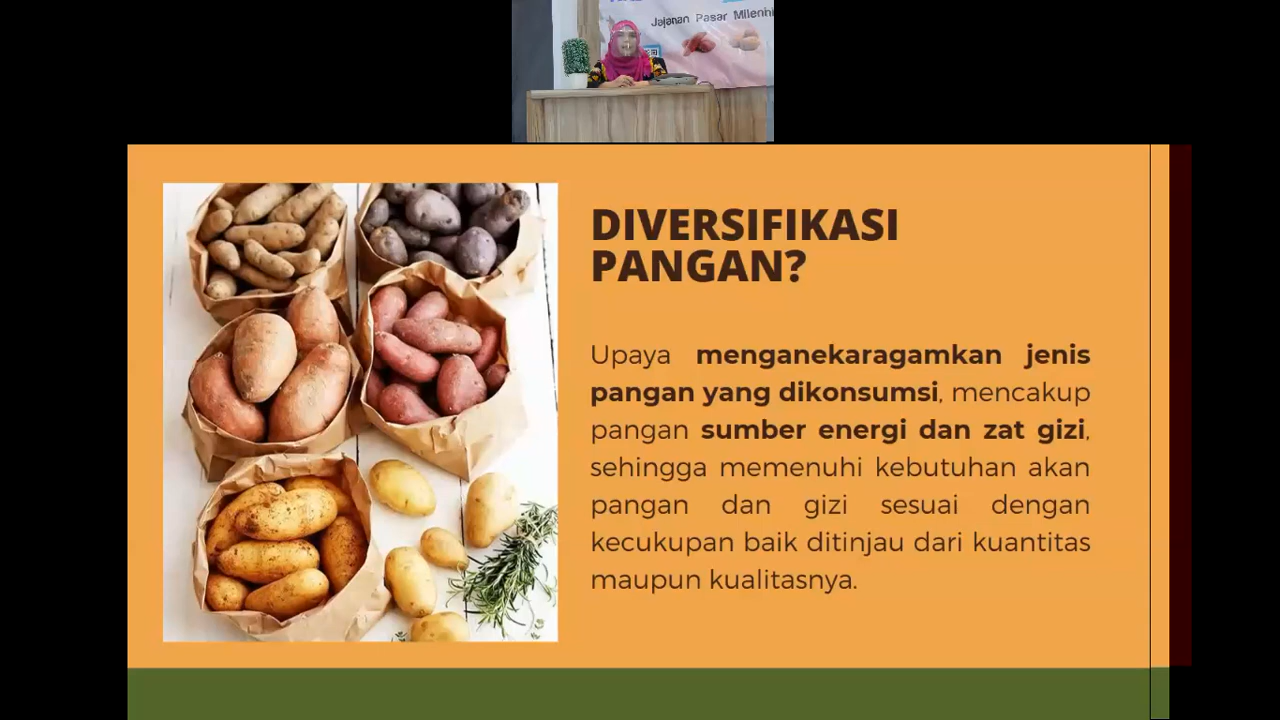 Jajanan Pasar Milenni
DIVERSIFIKASI
PANGAN?
Upaya menganekaragamkan jenis
pangan yang dikonsumsi, mencakup
pangan sumber energi dan zat gizi,
sehingga memenuhi kebutuhan akan
pangan dan gizi sesuai dengan
kecukupan baik ditinjau dari kuantitas
maupun kualitasnya.